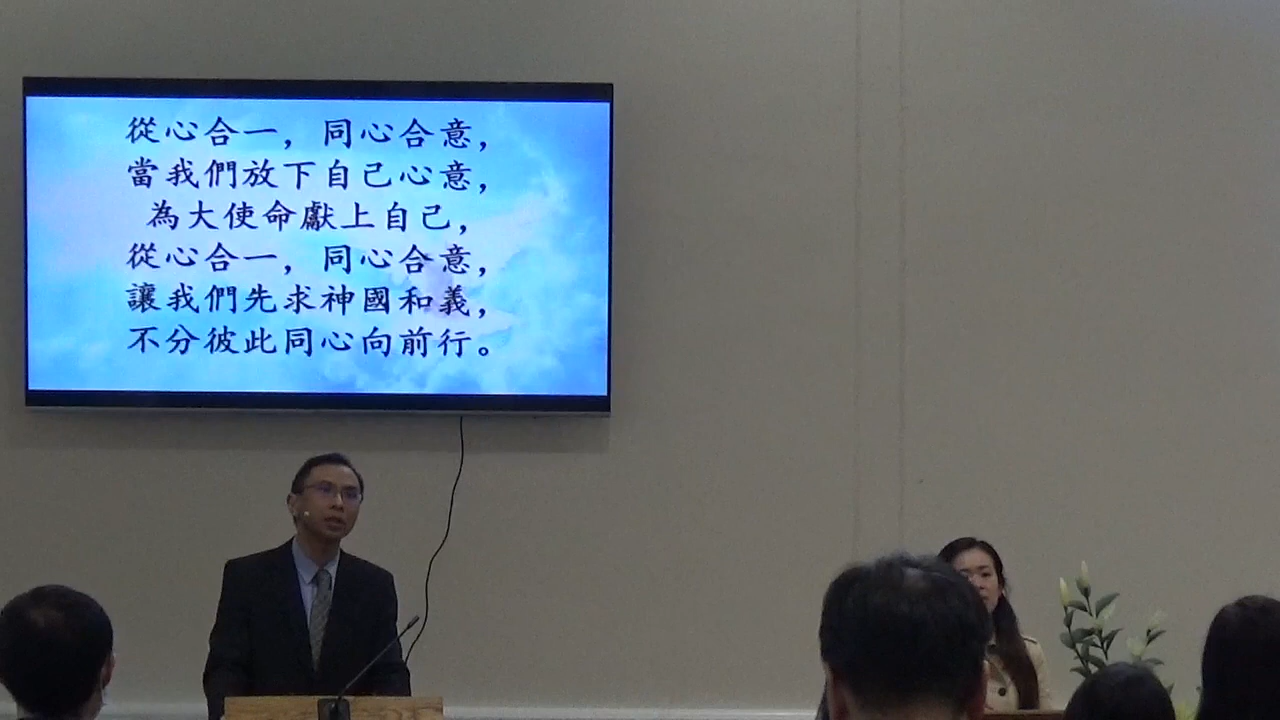 從心合一，同心合意，
當我們放下自己心意，
為大使命獻上自己，
從心合一，同心合意，
讓我們先求神國和義，
不分彼此同心向前行。